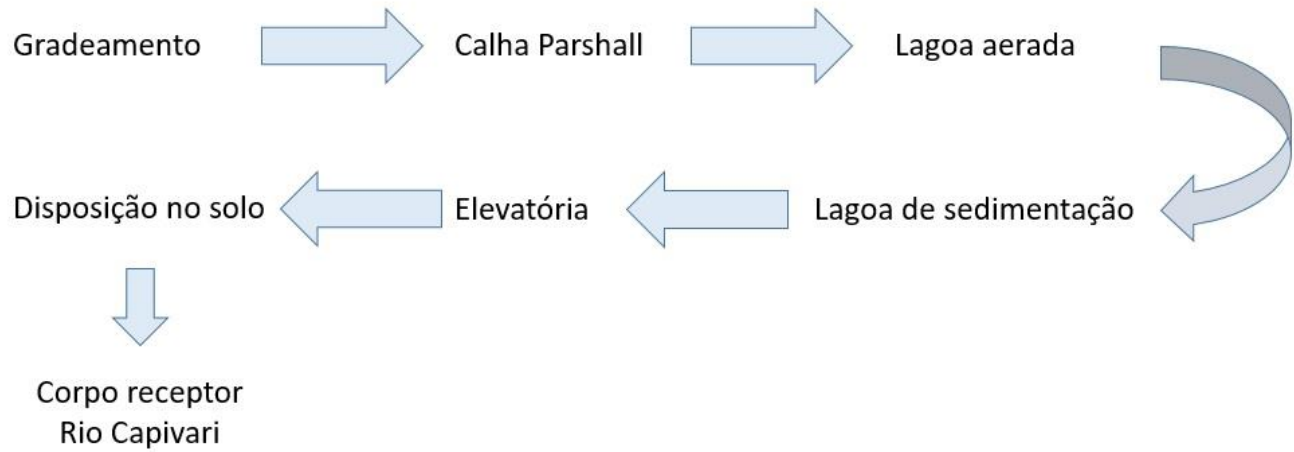 Gradeamento
Calha Parshall
Lagoa aerada
Lagoa de sedimentação
Elevatória
Disposição no solo
Corpo receptor
Rio Capivari